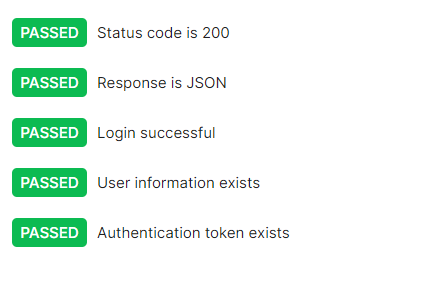 PASSED Status code is 200
PASSED Response is JSON
PASSED Login successful
PASSED User information exists
PASSED Authentication token exists